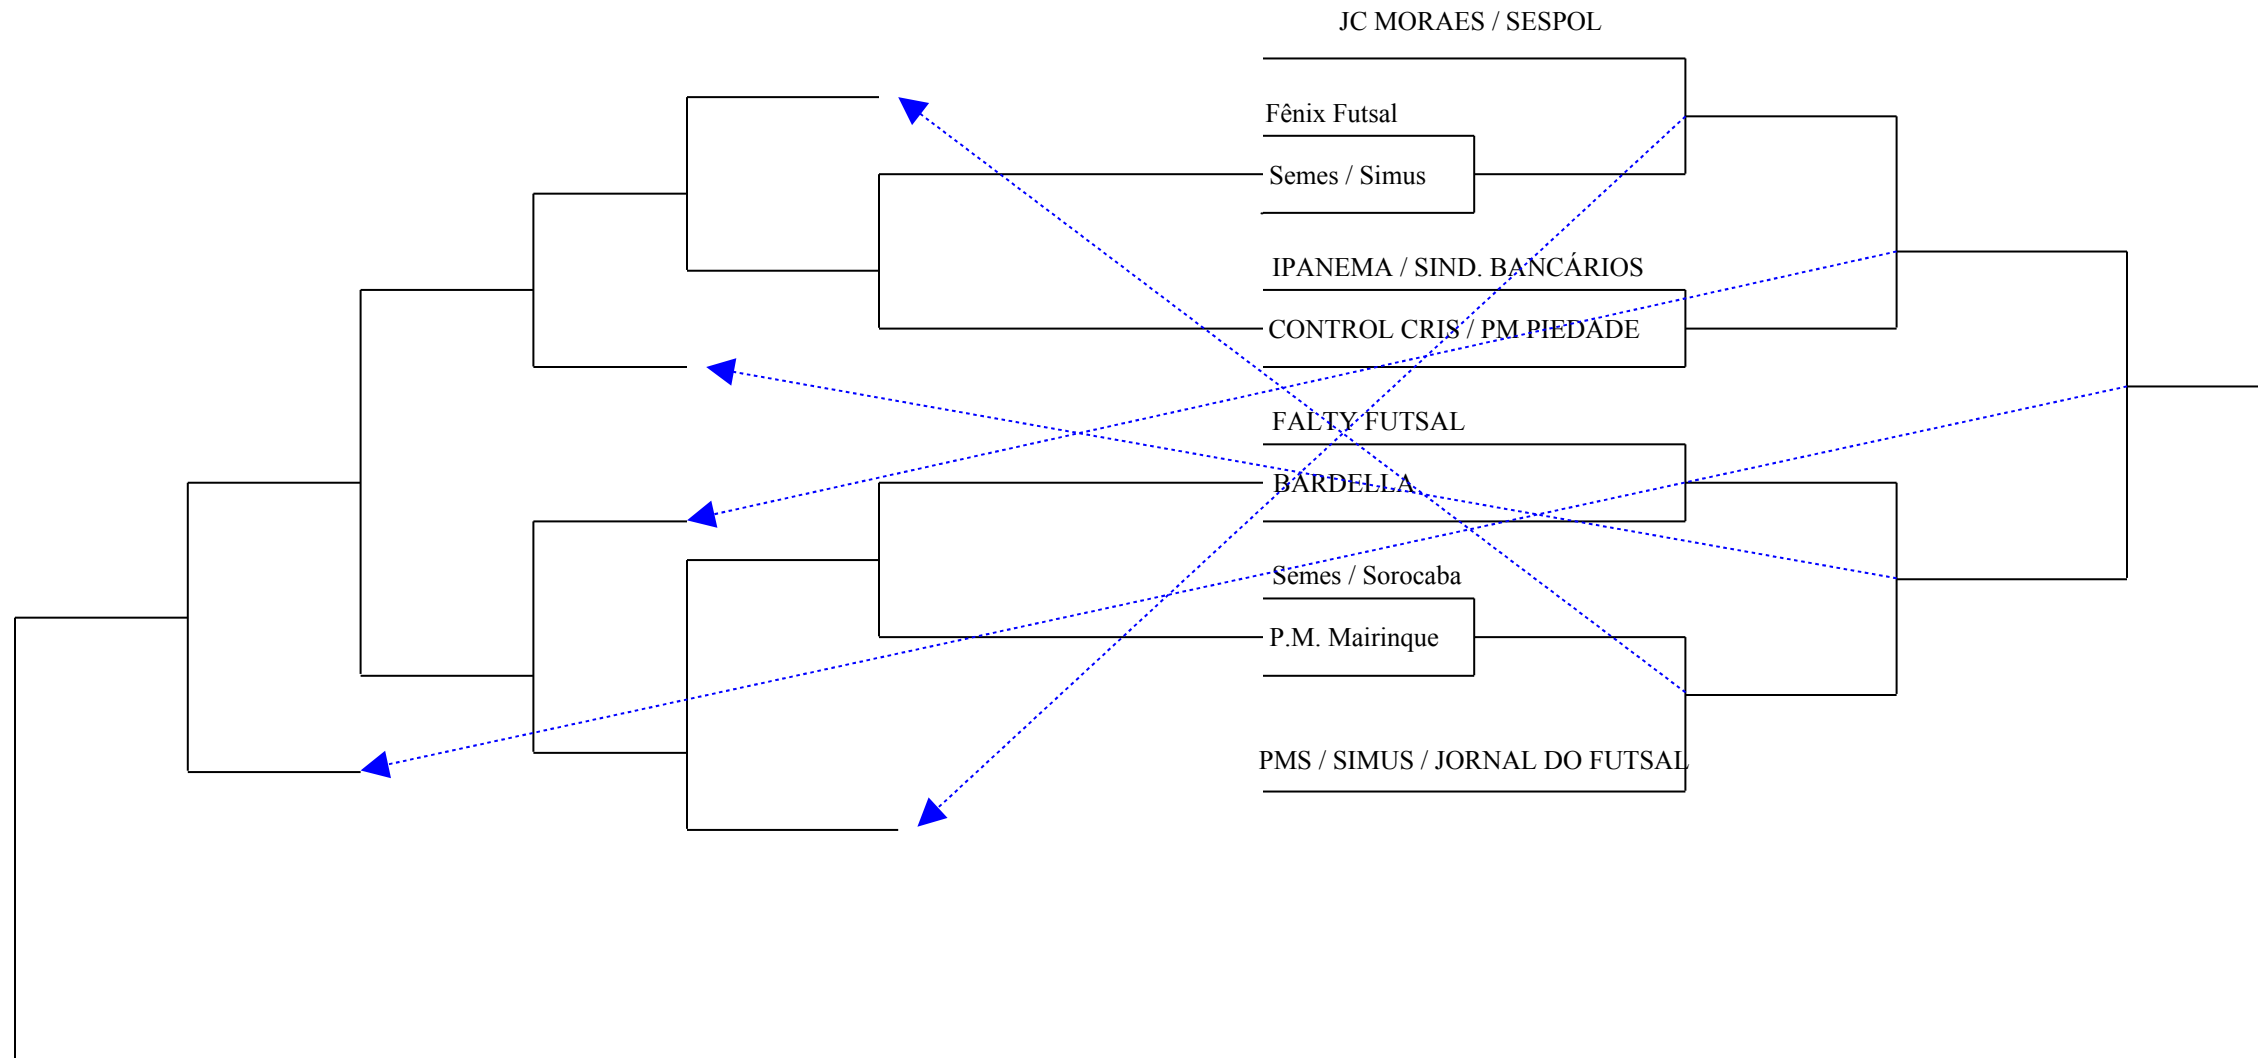 JC MORAES / SESPOL
Fênix Futsal
Semes / Simus
IPANEMA / SIND. BANCÁRIOS
CONTROL CRIS / PM PIEDADE
FALTY FUTSAL
BARDELLA
Semes / Sorocaba
P.M. Mairinque
PMS / SIMUS / JORNAL DO FUTSAL